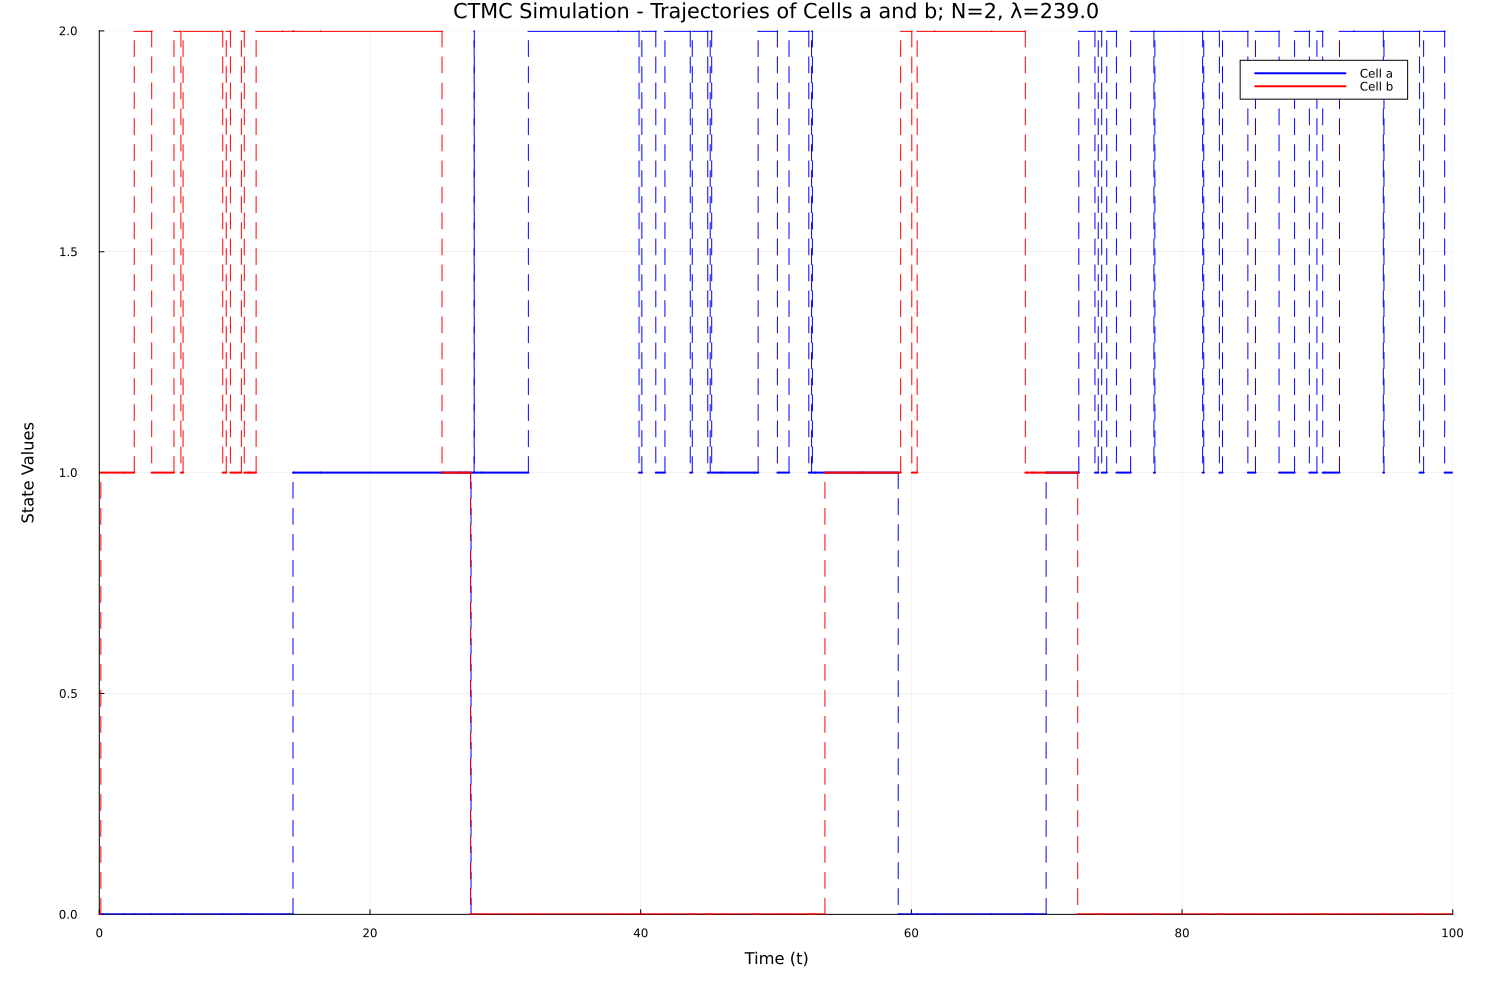 CTMC Simulation - Trajectories of Cells a and b; N=2, λ=239.0
2.0
Cell a
Cell b
1.5
1.0
State Values
0.5
0.0
0 20 40 60 80 100
Time (t)